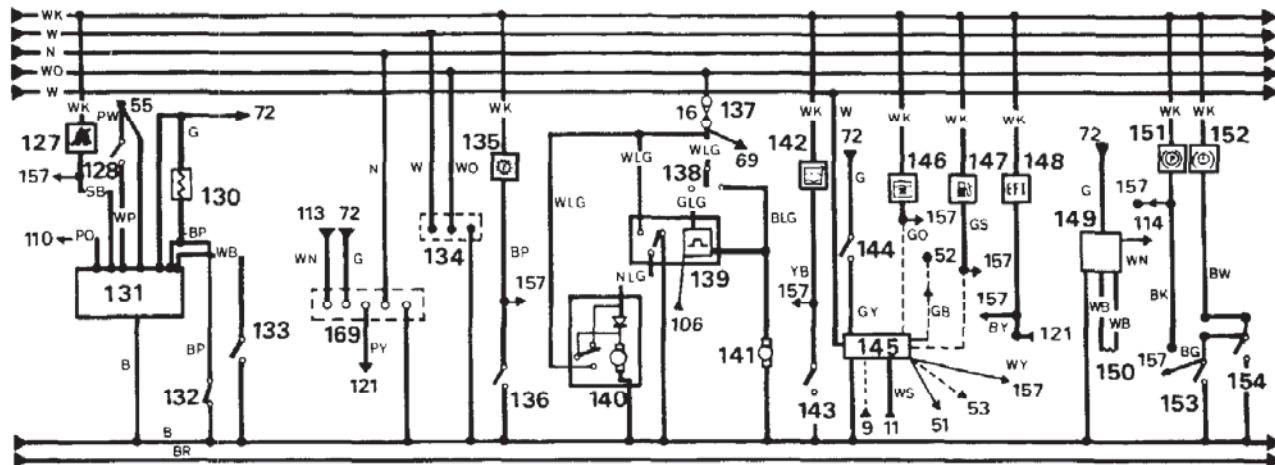 WK
W
N
WO
W
WK
55
PW
G
72
WK
16
137
WK
W
WK
WK
WK
WK
WK
127
128
157
SB
WP
130
135
WLG
WLG
69
142
72
146
147
148
72
151
152
N
W
WO
138
WLG
G
157
GO
GS
G
157
110
PO
BP
WB
113
72
134
BP
GLG
BLG
52
157
149
114
WN
131
WN
G
157
NLG
139
YB
157
144
GB
157
BY
121
WB
WB
BK
BW
133
169
106
141
GY
145
WY
150
157
BG
B
BP
PY
121
132
136
140
143
9
WS
11
51
53
157
153
154
B
BR